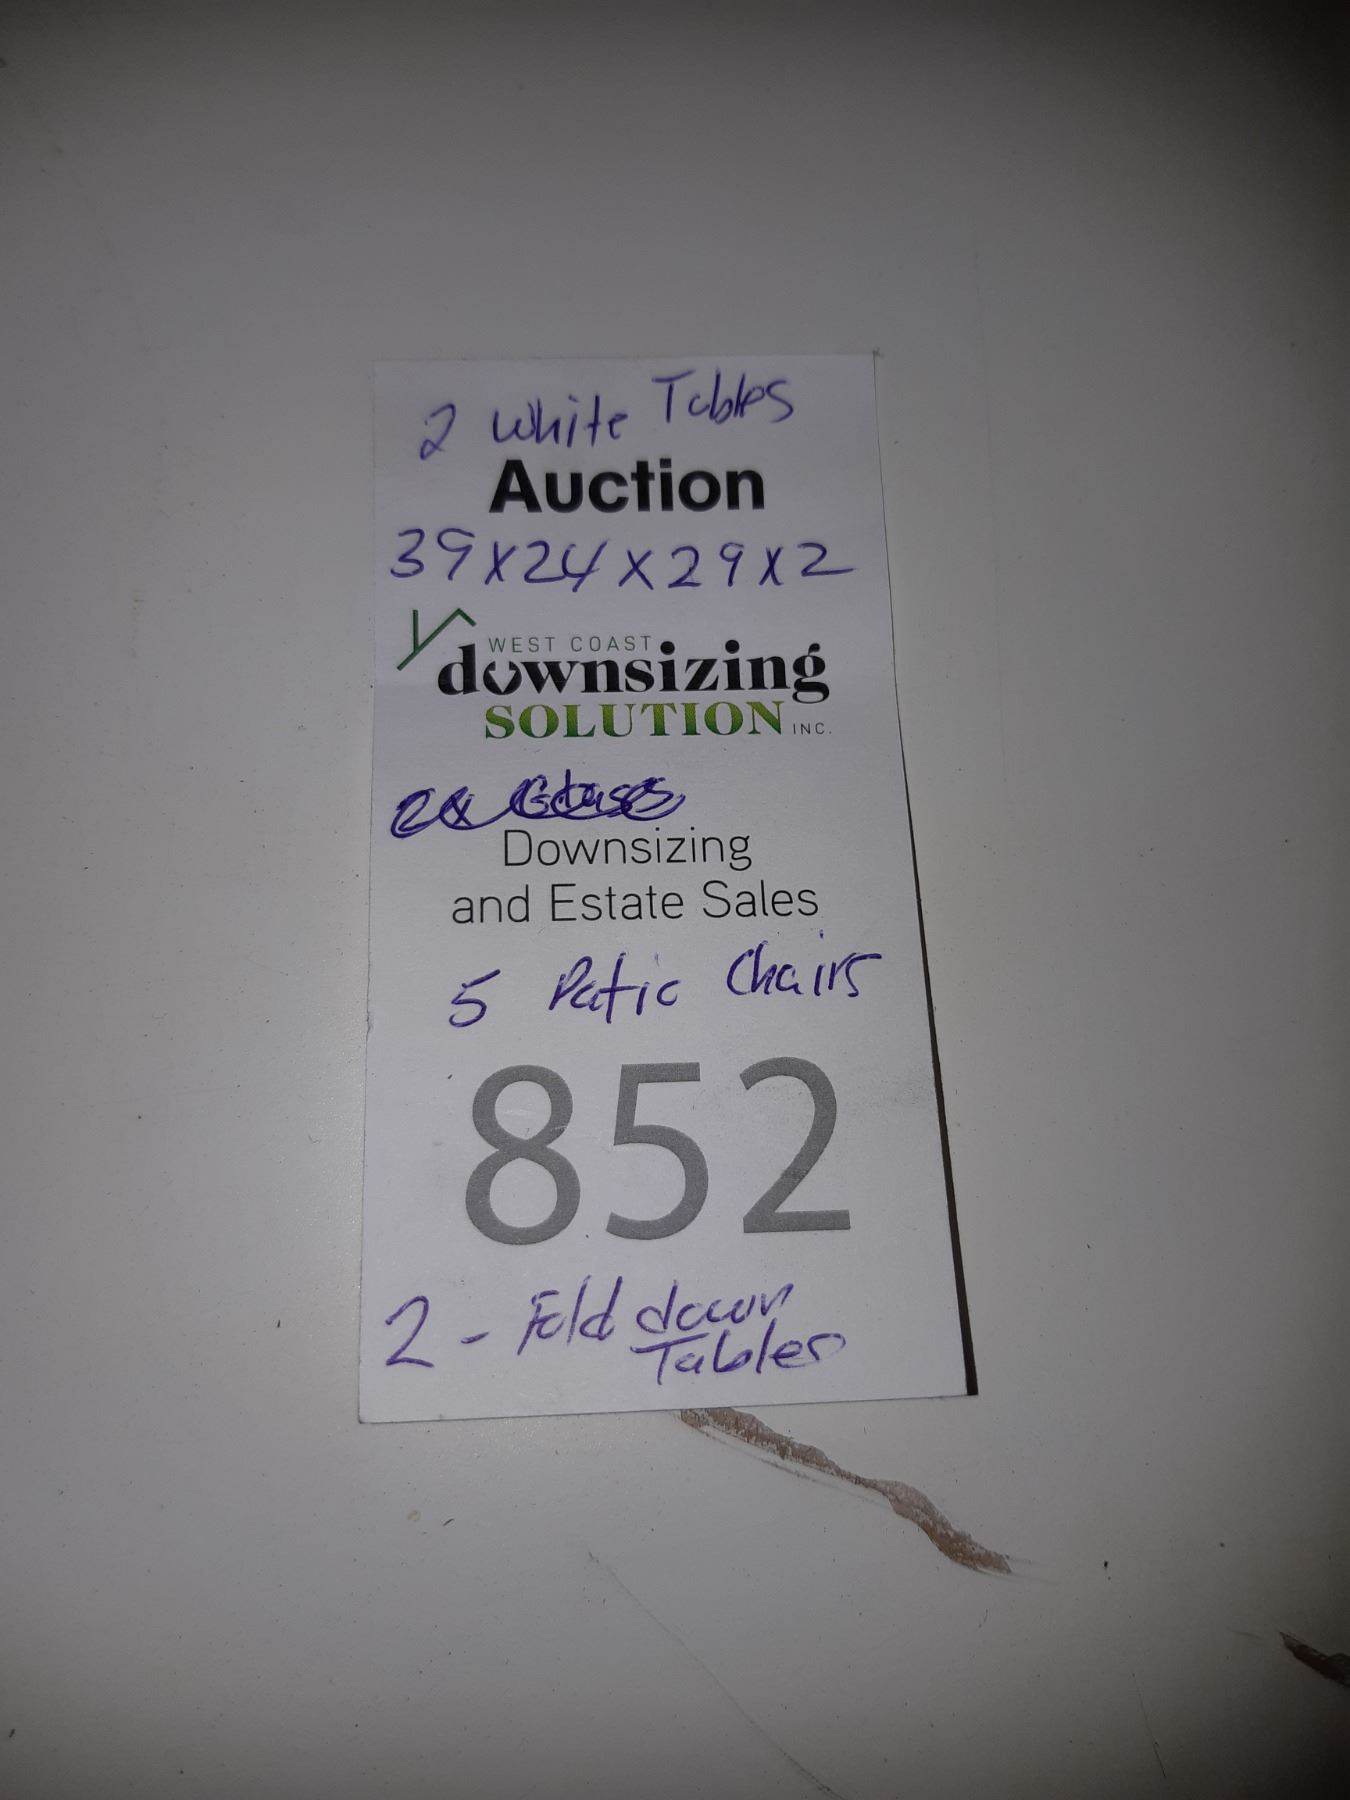 2 White Tables
Auction
39x24x29x2
WEST COAST
downsizing
SOLUTION INC.
Downsizing
and Estate Sales
5 Patio Chairs
852
2 - Fold down
Tables